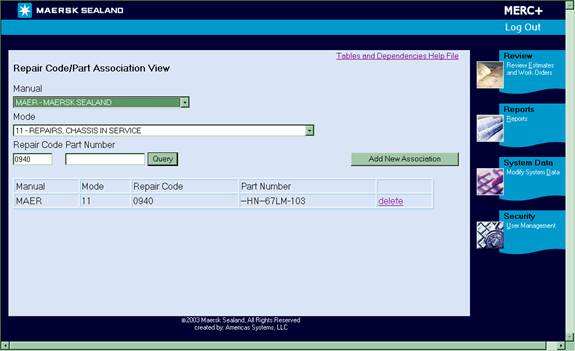 MAERSK SEALAND
MERC+
Log Out
Tables and Dependencies Help File
Repair Code/Part Association View
Manual
MAER - MAERSK SEALAND
Mode
11 - REPAIRS, CHASSIS IN SERVICE
Repair Code Part Number
0940
Query
Add New Association
Manual Mode Repair Code Part Number
MAER 11 0940 --HN--67LM-103 delete
Review
Review Estimates
and Work Orders
Reports
Reports
System Data
Modify System Data
Security
User Management
©2003 Maersk Sealand, All Rights Reserved
created by: Americas Systems, LLC